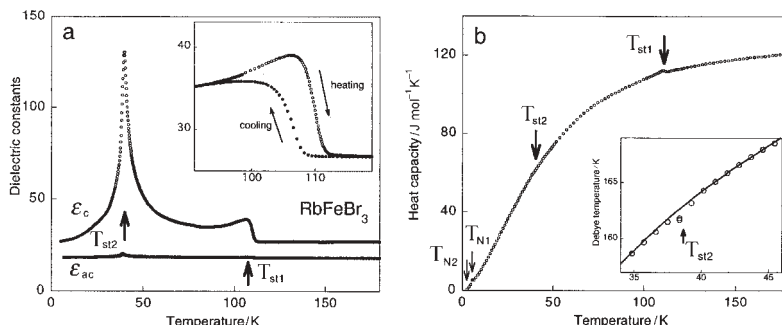 a
Dielectric constants
150
100
50
0
0
50
100
150
Temperature/K
40
30
100
110
heating
cooling
RbFeBr3
εc
Tst2
εac
Tst1
b
Heat capacity/J mol−1K−1
160
120
80
40
0
0
50
100
150
Temperature/K
Tst1
Tst2
TN2
TN1
Debye temperature/K
165
160
35
40
45
Tst2